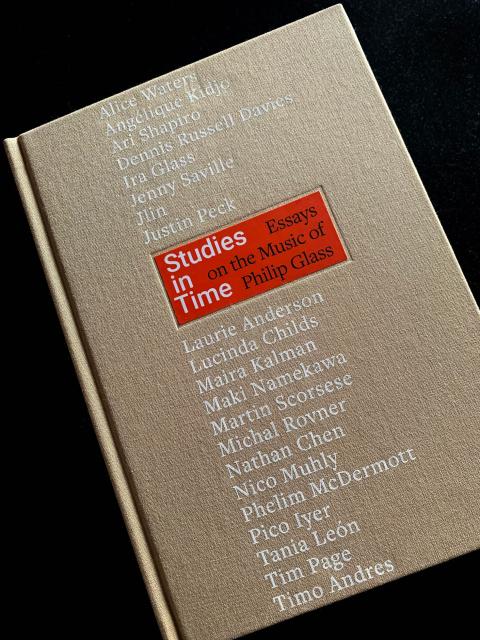 Alice Waters
Angélique Kidjo
Ari Shapiro
Dennis Russell Davies
Ira Glass
Jenny Saville
Jlin
Justin Peck
Studies
in
Time
Essays
on the Music of
Philip Glass
Laurie Anderson
Lucinda Childs
Maira Kalman
Maki Namekawa
Martin Scorsese
Michal Rovner
Nathan Chen
Nico Muhly
Phelim McDermott
Pico Iyer
Tania León
Tim Page
Timo Andres